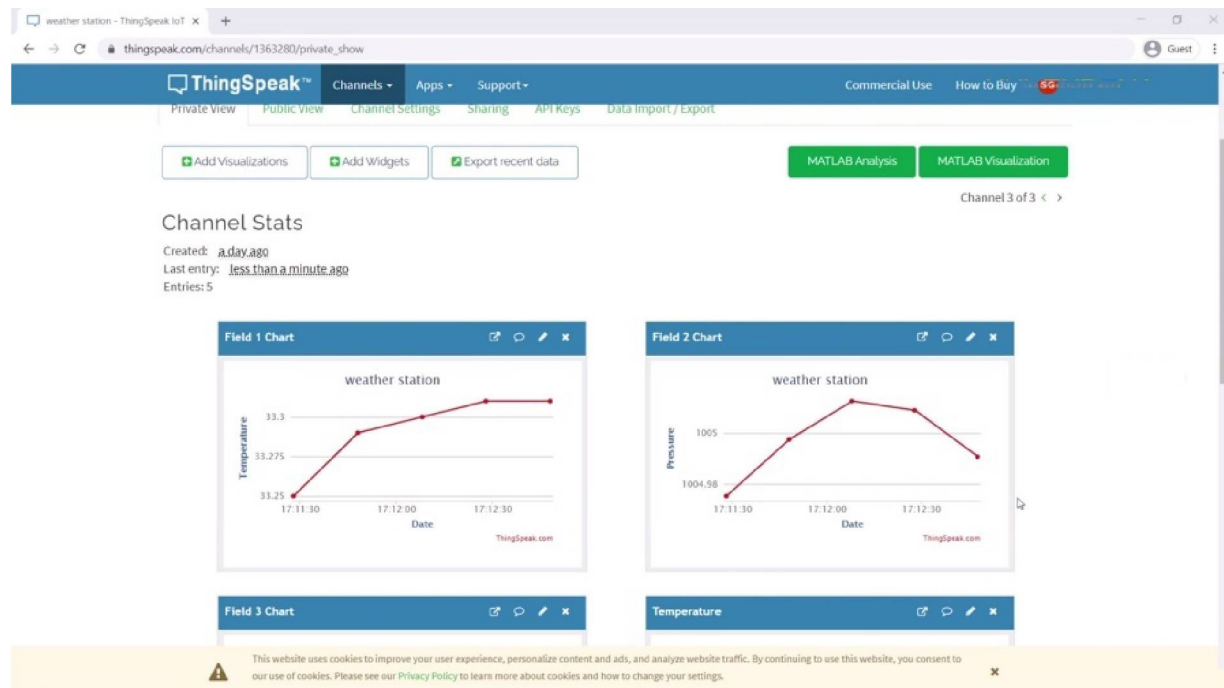 weather station - ThingSpeak IoT
thingspeak.com/channels/1363280/private_show
Guest
ThingSpeak™ Channels Apps Support Commercial Use How to Buy SG
Private View Public View Channel Settings Sharing API Keys Data Import / Export
Add Visualizations Add Widgets Export recent data MATLAB Analysis MATLAB Visualization
Channel 3 of 3 < >
Channel Stats
Created: a day ago
Last entry: less than a minute ago
Entries: 5
Field 1 Chart
weather station
Temperature
33.3
33.275
33.25
17:11:30 17:12:00 17:12:30
Date
ThingSpeak.com
Field 2 Chart
weather station
Pressure
1005
1004.98
17:11:30 17:12:00 17:12:30
Date
ThingSpeak.com
Field 3 Chart
Temperature
This website uses cookies to improve your user experience, personalize content and ads, and analyze website traffic. By continuing to use this website, you consent to
our use of cookies. Please see our Privacy Policy to learn more about cookies and how to change your settings.